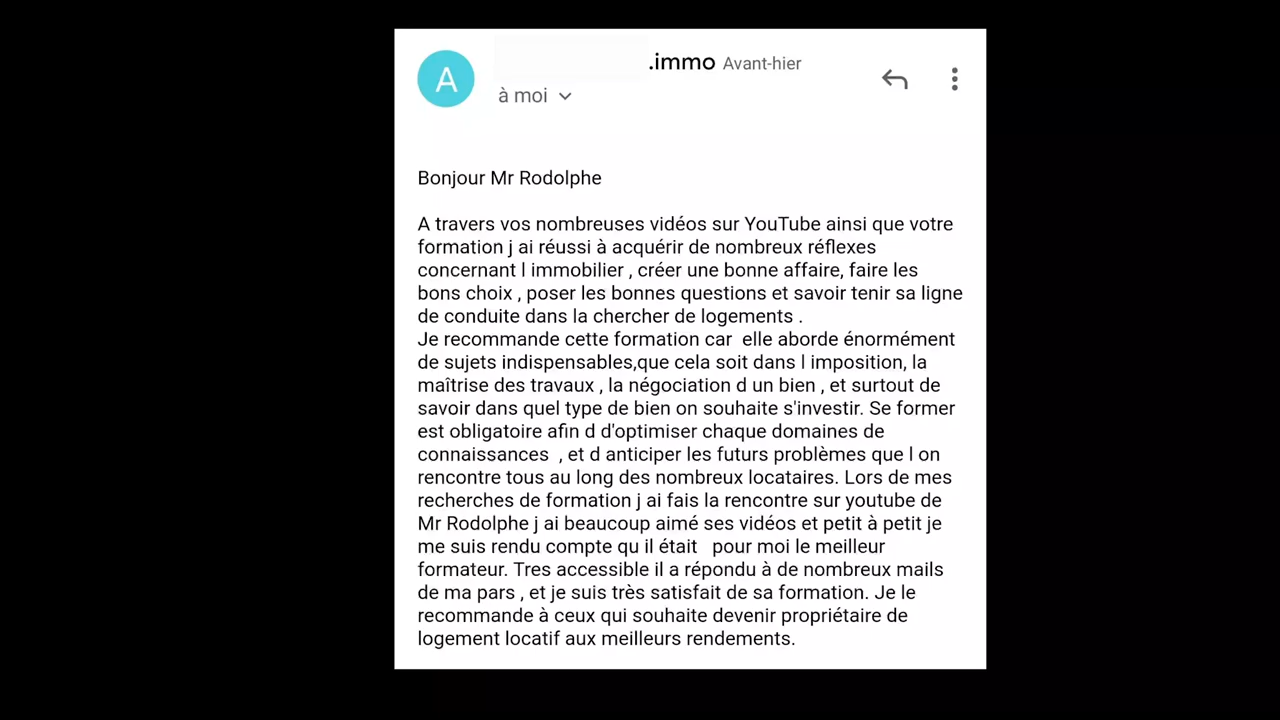 A
.immo Avant-hier
à moi
Bonjour Mr Rodolphe
A travers vos nombreuses vidéos sur YouTube ainsi que votre
formation j ai réussi à acquérir de nombreux réflexes
concernant l immobilier , créer une bonne affaire, faire les
bons choix , poser les bonnes questions et savoir tenir sa ligne
de conduite dans la chercher de logements .
Je recommande cette formation car  elle aborde énormément
de sujets indispensables,que cela soit dans l imposition, la
maîtrise des travaux , la négociation d un bien , et surtout de
savoir dans quel type de bien on souhaite s'investir. Se former
est obligatoire afin d d'optimiser chaque domaines de
connaissances  , et d anticiper les futurs problèmes que l on
rencontre tous au long des nombreux locataires. Lors de mes
recherches de formation j ai fais la rencontre sur youtube de
Mr Rodolphe j ai beaucoup aimé ses vidéos et petit à petit je
me suis rendu compte qu il était   pour moi le meilleur
formateur. Tres accessible il a répondu à de nombreux mails
de ma pars , et je suis très satisfait de sa formation. Je le
recommande à ceux qui souhaite devenir propriétaire de
logement locatif aux meilleurs rendements.